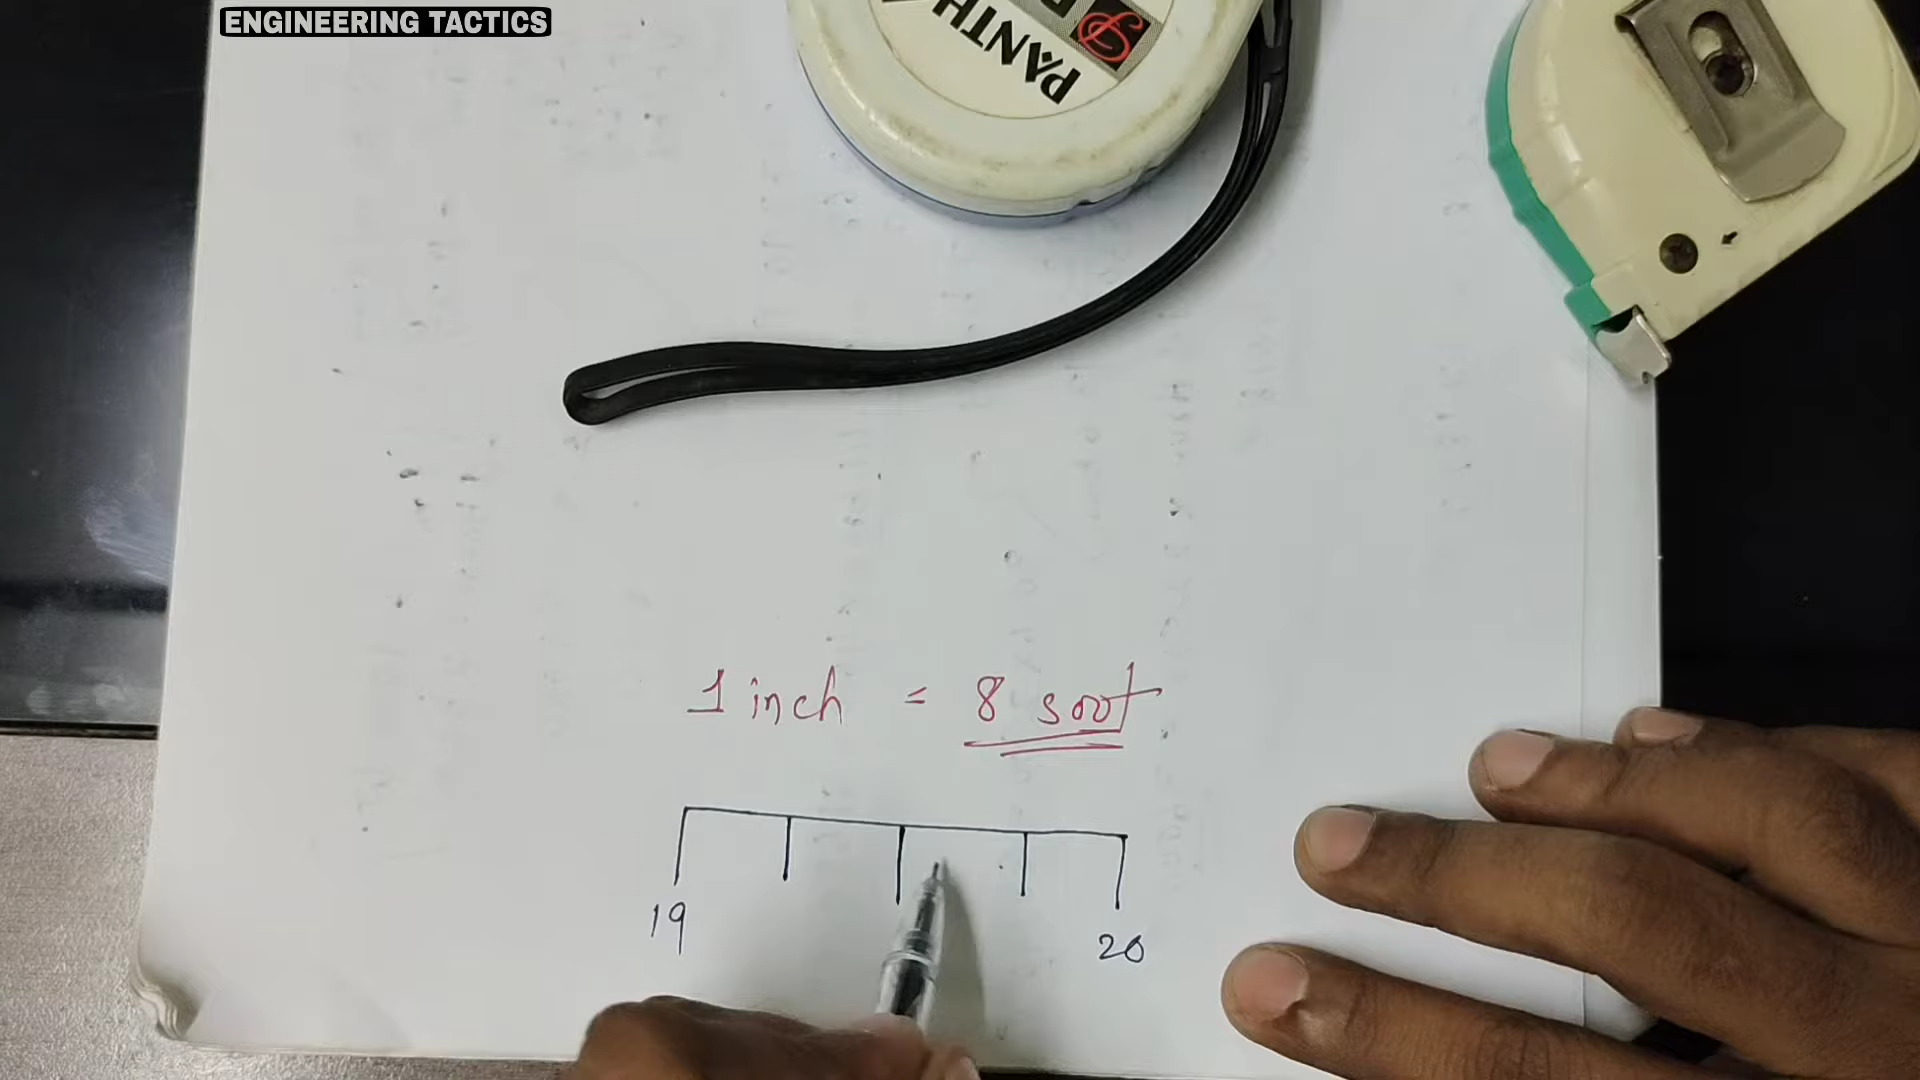 ENGINEERING TACTICS
PANTH
1 inch = 8 soot
19 20